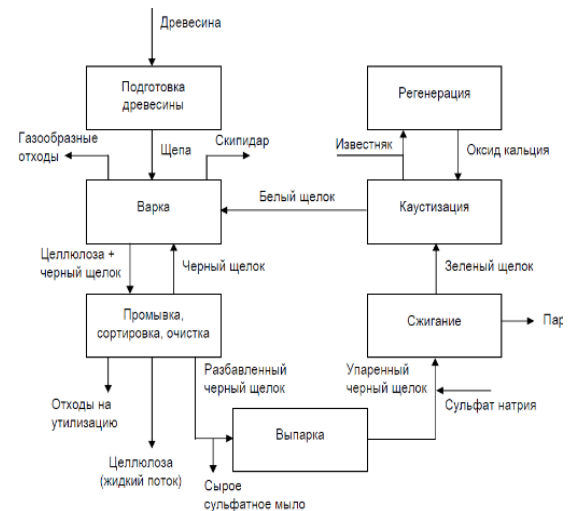 Древесина
Подготовка
древесины
Регенерация
Газообразные
отходы
Щепа
Скипидар
Известняк
Оксид кальция
Варка
Белый щелок
Каустизация
Целлюлоза +
черный щелок
Черный щелок
Зеленый щелок
Промывка,
сортировка, очистка
Сжигание
Пар
Разбавленный
черный щелок
Упаренный
черный щелок
Отходы на
утилизацию
Сульфат натрия
Выпарка
Целлюлоза
(жидкий поток)
Сырое
сульфатное мыло